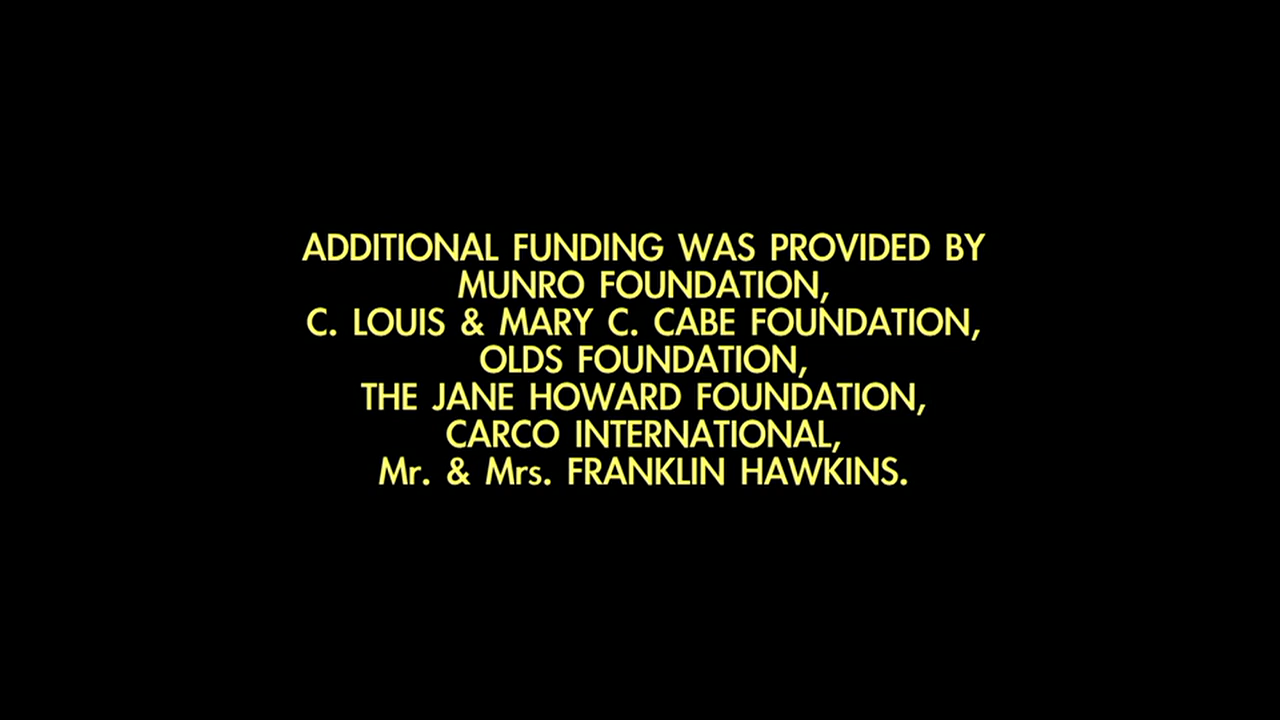 ADDITIONAL FUNDING WAS PROVIDED BY
MUNRO FOUNDATION,
C. LOUIS & MARY C. CABE FOUNDATION,
OLDS FOUNDATION,
THE JANE HOWARD FOUNDATION,
CARCO INTERNATIONAL,
Mr. & Mrs. FRANKLIN HAWKINS.